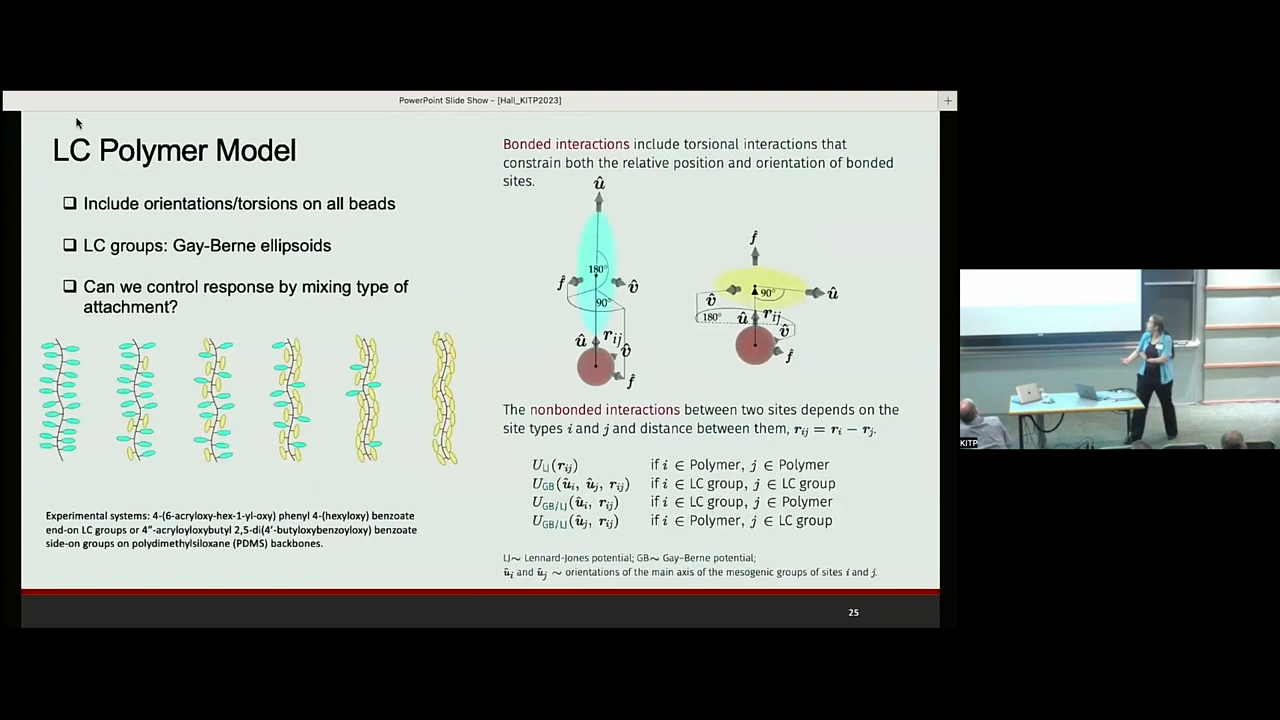 PowerPoint Slide Show - [Hall_KITP2023]
+
LC Polymer Model
❑ Include orientations/torsions on all beads
❑ LC groups: Gay-Berne ellipsoids
❑ Can we control response by mixing type of
attachment?
Experimental systems: 4-(6-acryloxy-hex-1-yl-oxy) phenyl 4-(hexyloxy) benzoate
end-on LC groups or 4″-acryloyloxybutyl 2,5-di(4′-butyloxybenzoyloxy) benzoate
side-on groups on polydimethylsiloxane (PDMS) backbones.
Bonded interactions include torsional interactions that
constrain both the relative position and orientation of bonded
sites.
û
180°
f̂ v̂
90°
û r_ij
v̂
f̂
f̂
90° û
v̂
180° û r_ij
v̂
f̂
The nonbonded interactions between two sites depends on the
site types i and j and distance between them, r_ij = r_i − r_j.
U_LJ(r_ij) if i ∈ Polymer, j ∈ Polymer
U_GB(û_i, û_j, r_ij) if i ∈ LC group, j ∈ LC group
U_GB/LJ(û_i, r_ij) if i ∈ LC group, j ∈ Polymer
U_GB/LJ(û_j, r_ij) if i ∈ Polymer, j ∈ LC group
LJ∼ Lennard-Jones potential; GB∼ Gay–Berne potential;
û_i and û_j ∼ orientations of the main axis of the mesogenic groups of sites i and j.
25
KITP